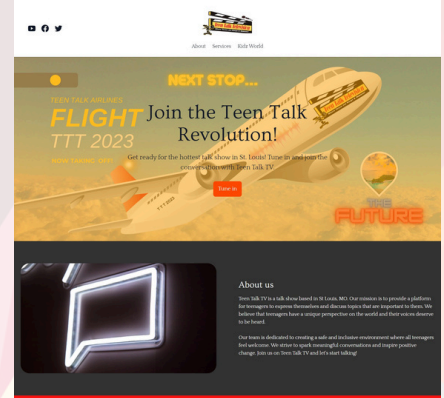 About Services Kidz World
NEXT STOP...
TEEN TALK AIRLINES
FLIGHT
TTT 2023
NOW TAKING OFF!
Join the Teen Talk
Revolution!
Get ready for the hottest talk show in St. Louis! Tune in and join the
conversation with Teen Talk TV.
Tune in
THE
FUTURE
About us
Teen Talk TV is a talk show based in St Louis, MO. Our mission is to provide a platform
for teenagers to express themselves and discuss topics that are important to them. We
believe that teenagers have a unique perspective on the world and their voices deserve
to be heard.
Our team is dedicated to creating a safe and inclusive environment where all teenagers
feel welcome. We strive to spark meaningful conversations and inspire positive
change. Join us on Teen Talk TV and let's start talking!